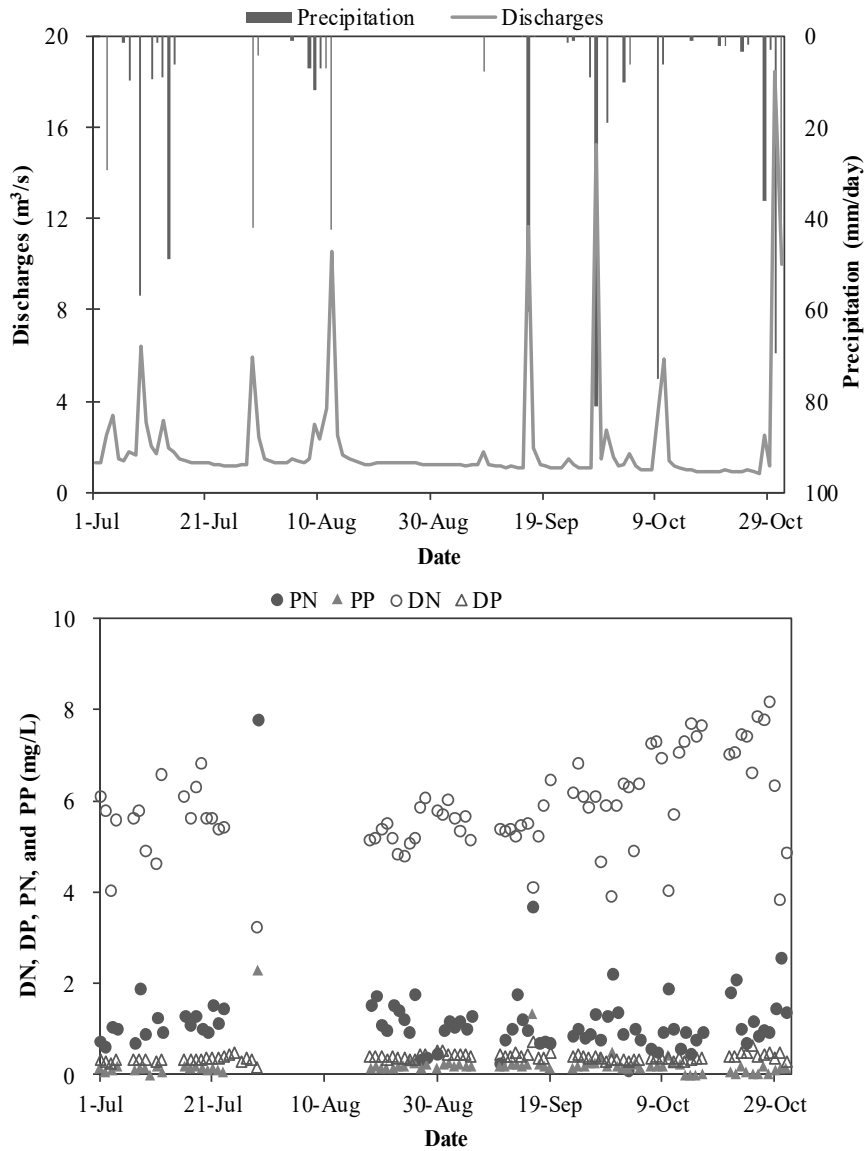 Precipitation Discharges
20 0
16 20
12 40
8 60
4 80
0 100
1-Jul 21-Jul 10-Aug 30-Aug 19-Sep 9-Oct 29-Oct
Date
Discharges (m³/s)
Precipitation (mm/day)
PN PP DN DP
10
8
6
4
2
0
1-Jul 21-Jul 10-Aug 30-Aug 19-Sep 9-Oct 29-Oct
Date
DN, DP, PN, and PP (mg/L)